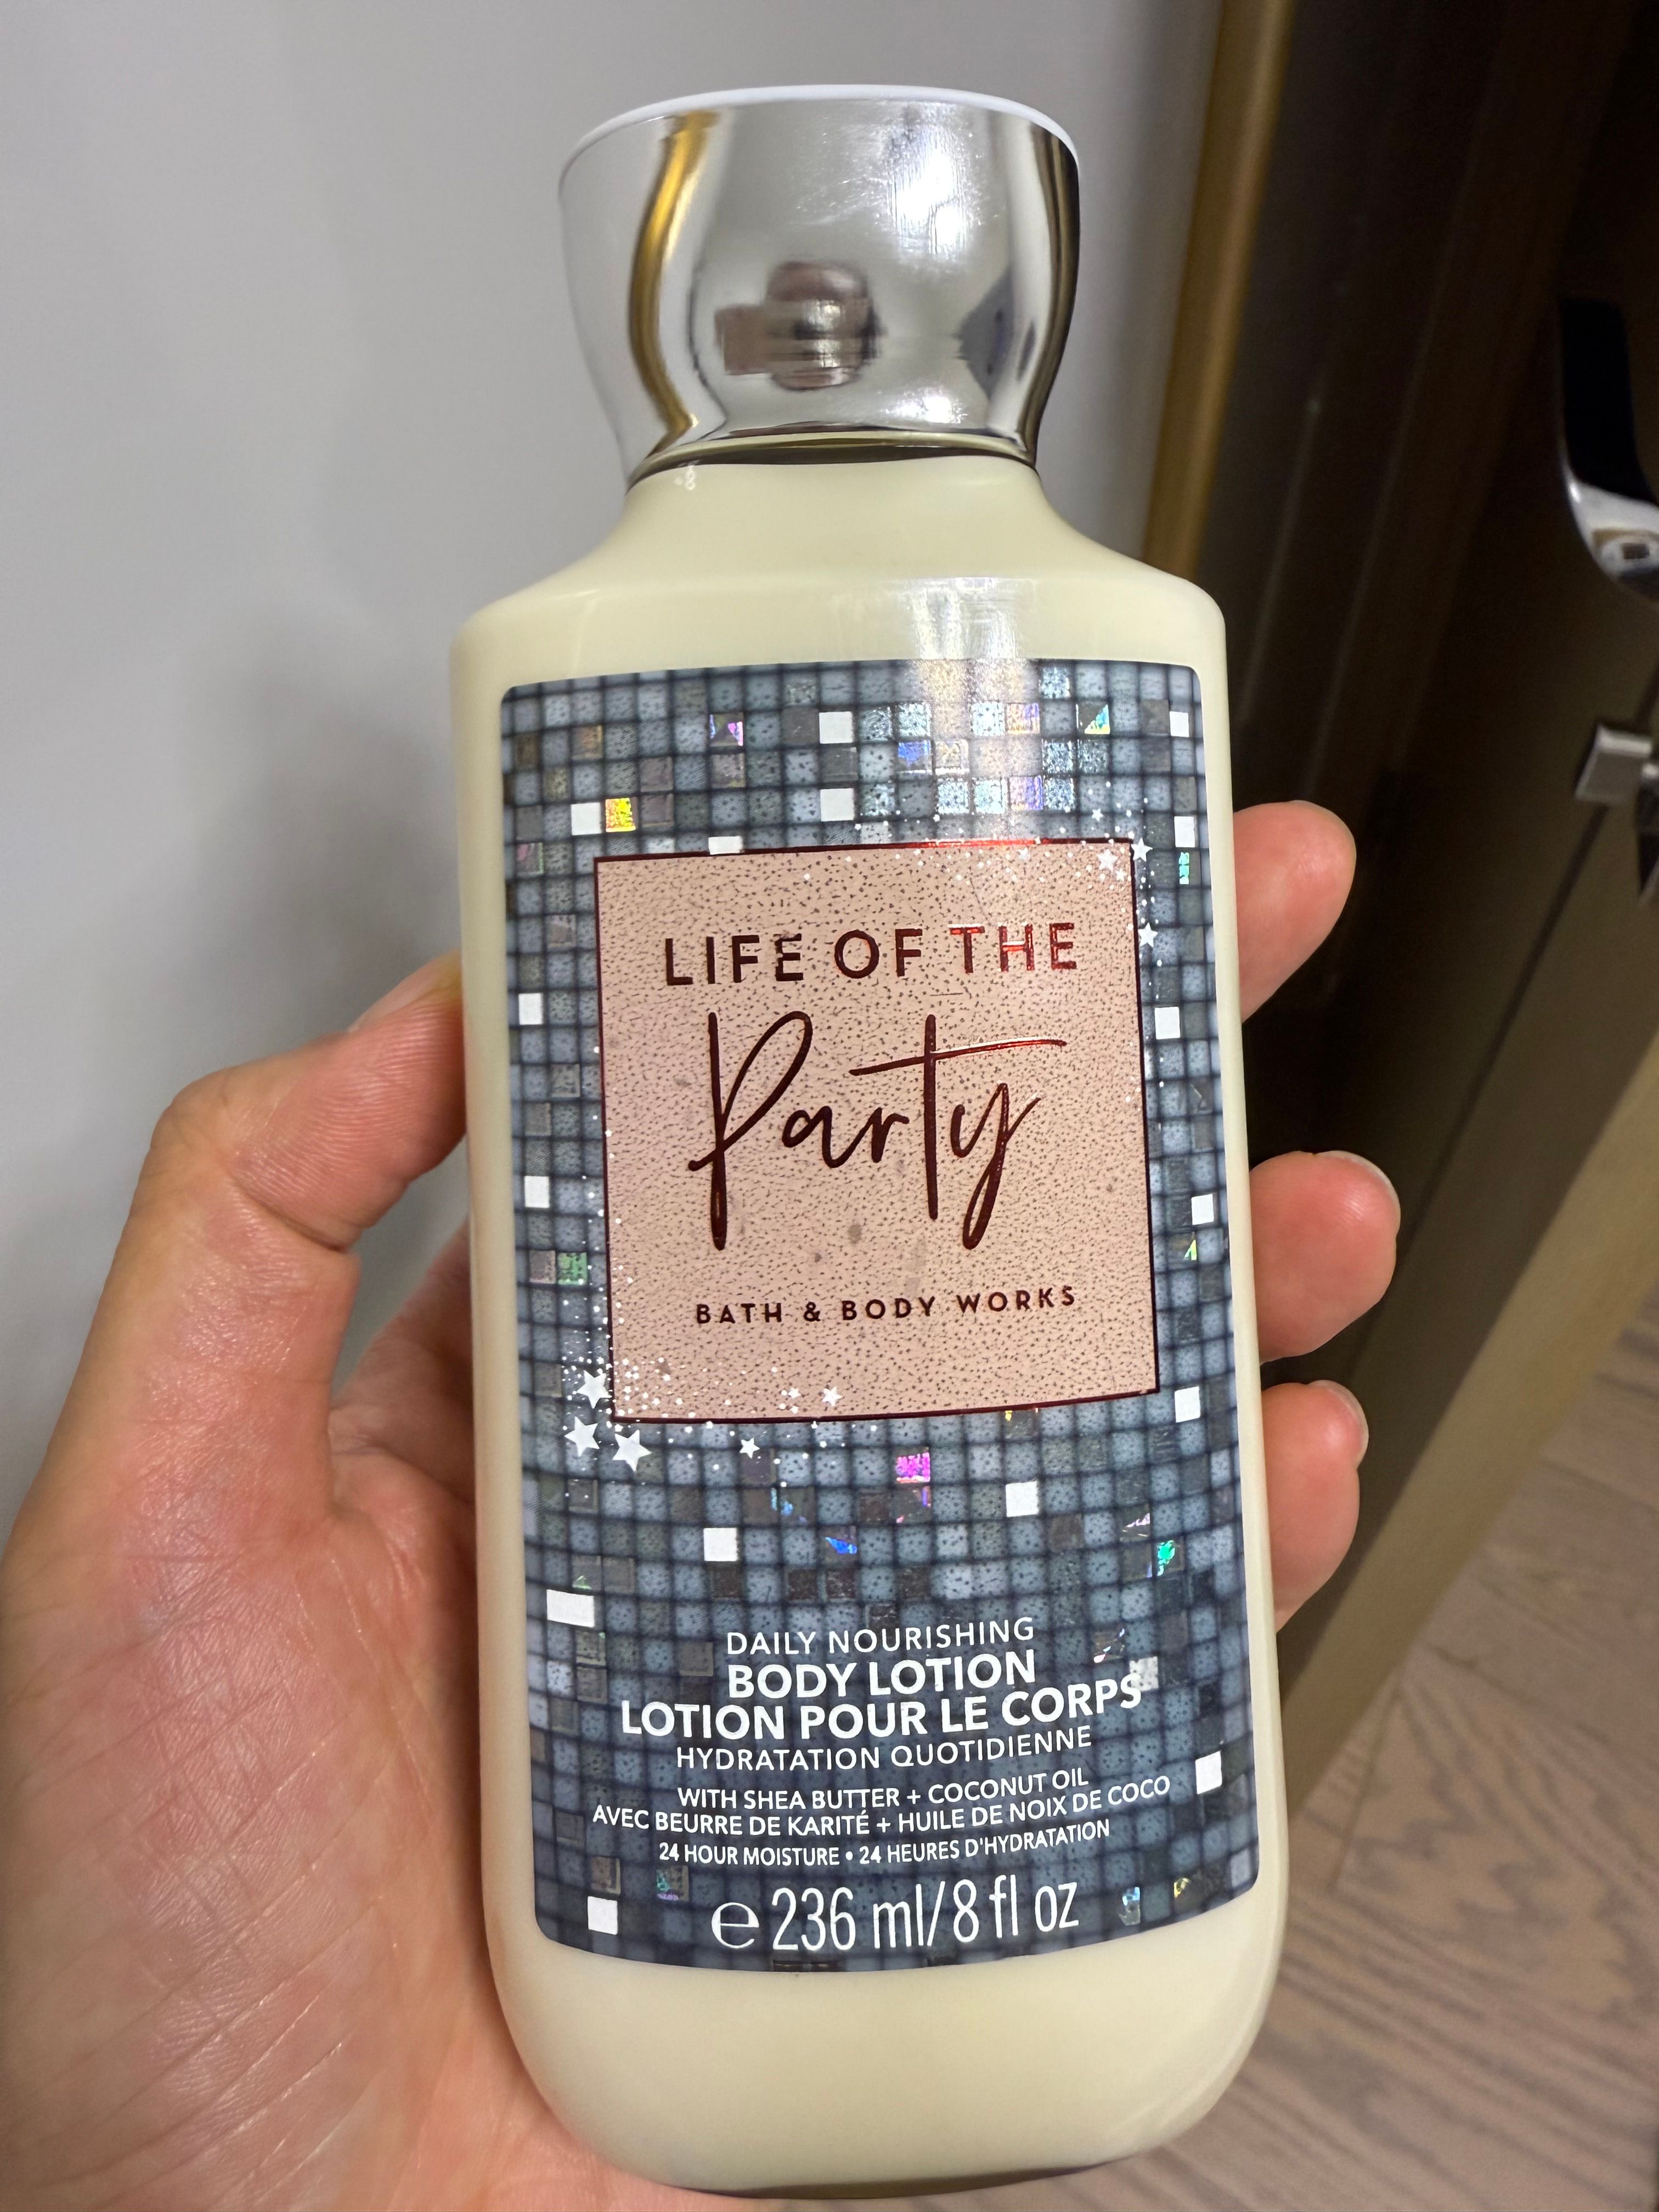 LIFE OF THE
Party
BATH & BODY WORKS
DAILY NOURISHING
BODY LOTION
LOTION POUR LE CORPS
HYDRATATION QUOTIDIENNE
WITH SHEA BUTTER + COCONUT OIL
AVEC BEURRE DE KARITÉ + HUILE DE NOIX DE COCO
24 HOUR MOISTURE • 24 HEURES D'HYDRATATION
℮ 236 ml/8 fl oz